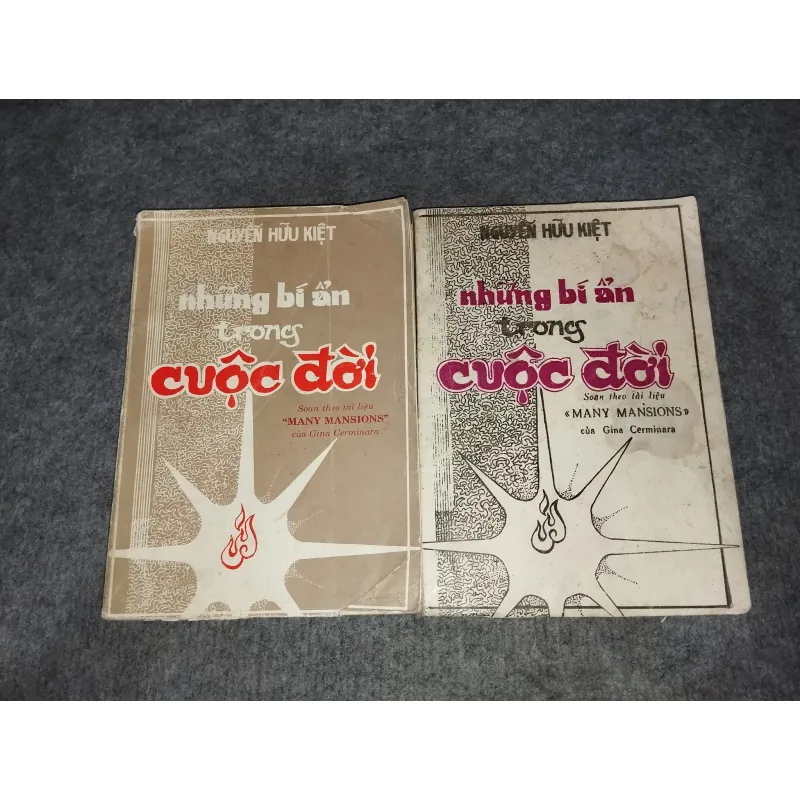 NGUYỄN HỮU KIỆT
những bí ẩn
trong
cuộc đời
Soạn theo tài liệu
“MANY MANSIONS”
của Gina Cerminara
NGUYỄN HỮU KIỆT
những bí ẩn
trong
cuộc đời
Soạn theo tài liệu
«MANY MANSIONS»
của Gina Cerminara